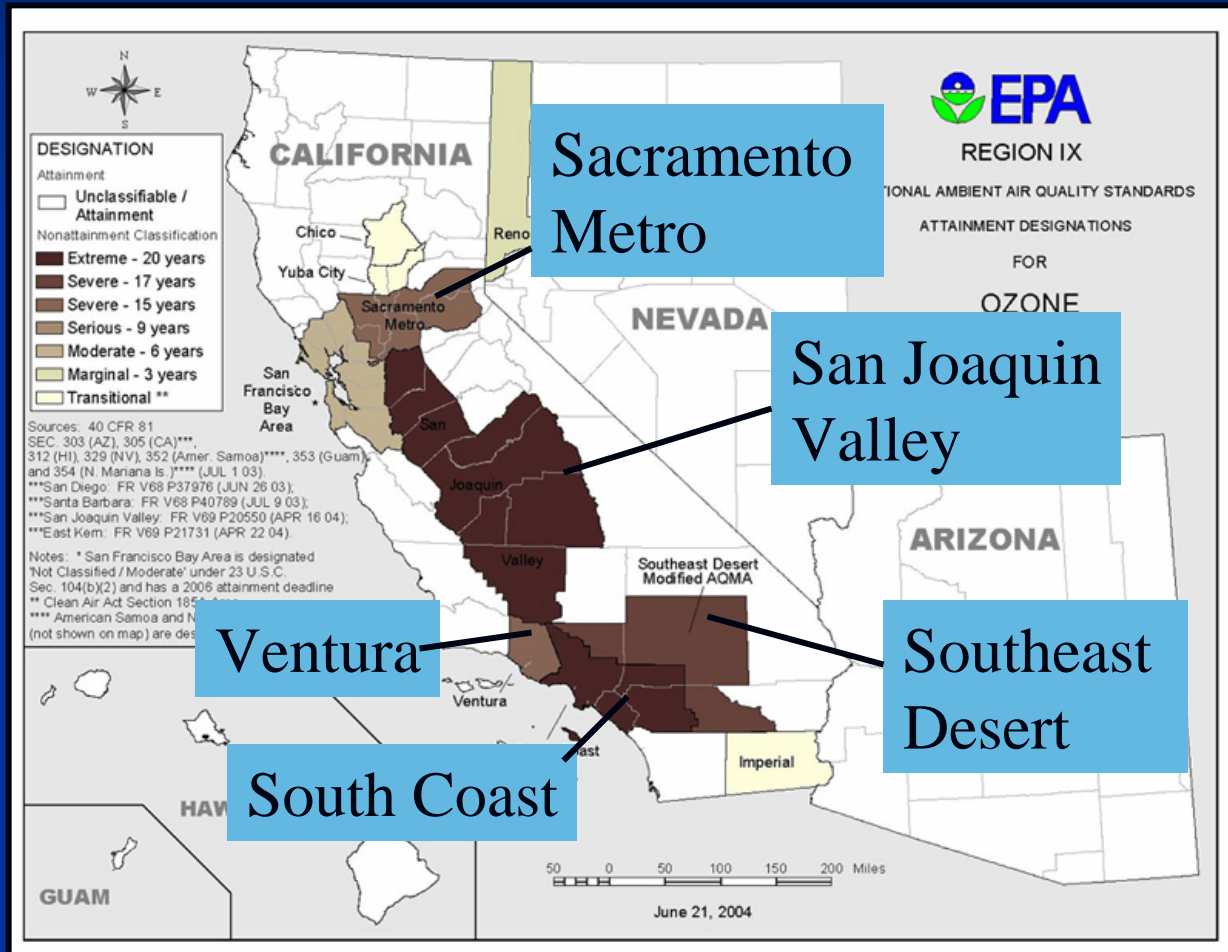 N
W E
S
EPA
REGION IX
TIONAL AMBIENT AIR QUALITY STANDARDS
ATTAINMENT DESIGNATIONS
FOR
OZONE
DESIGNATION
Attainment
Unclassifiable /
Attainment
Nonattainment Classification
Extreme - 20 years
Severe - 17 years
Severe - 15 years
Serious - 9 years
Moderate - 6 years
Marginal - 3 years
Transitional **
Sources: 40 CFR 81
SEC. 303 (AZ), 305 (CA)***,
312 (HI), 329 (NV), 352 (Amer. Samoa)****, 353 (Guam)
and 354 (N. Mariana Is.)**** (JUL 1 03).
***San Diego: FR V68 P37976 (JUN 26 03);
***Santa Barbara: FR V68 P40789 (JUL 9 03);
***San Joaquin Valley: FR V69 P20550 (APR 16 04);
***East Kern: FR V69 P21731 (APR 22 04).
Notes: * San Francisco Bay Area is designated
'Not Classified / Moderate' under 23 U.S.C.
Sec. 104(b)(2) and has a 2006 attainment deadline
** Clean Air Act Section 185
**** American Samoa and N
(not shown on map) are des
CALIFORNIA
Chico
Yuba City
Reno
Sacramento
Metro
Sacramento
Metro
NEVADA
San
Francisco *
Bay
Area
San
Joaquin
Valley
San Joaquin
Valley
ARIZONA
Southeast Desert
Modified AQMA
Ventura
Ventura
Southeast
Desert
South Coast
ast
Imperial
HAW
GUAM
50 0 50 100 150 200 Miles
June 21, 2004